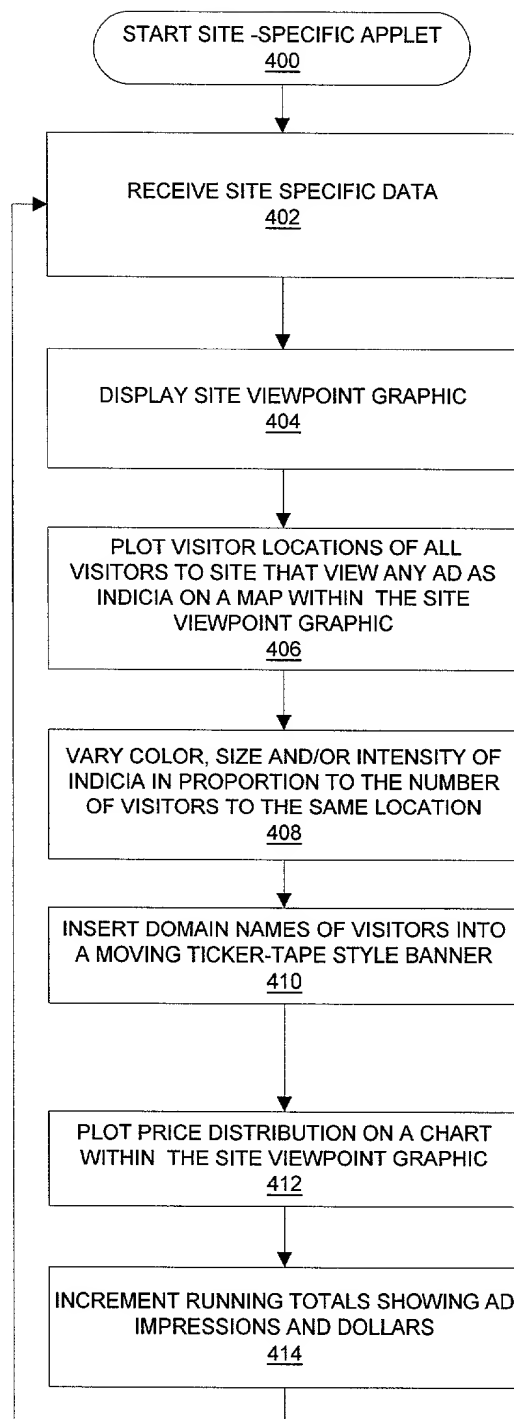 START SITE -SPECIFIC APPLET
400
RECEIVE SITE SPECIFIC DATA
402
DISPLAY SITE VIEWPOINT GRAPHIC
404
PLOT VISITOR LOCATIONS OF ALL
VISITORS TO SITE THAT VIEW ANY AD AS
INDICIA ON A MAP WITHIN THE SITE
VIEWPOINT GRAPHIC
406
VARY COLOR, SIZE AND/OR INTENSITY OF
INDICIA IN PROPORTION TO THE NUMBER
OF VISITORS TO THE SAME LOCATION
408
INSERT DOMAIN NAMES OF VISITORS INTO
A MOVING TICKER-TAPE STYLE BANNER
410
PLOT PRICE DISTRIBUTION ON A CHART
WITHIN THE SITE VIEWPOINT GRAPHIC
412
INCREMENT RUNNING TOTALS SHOWING AD
IMPRESSIONS AND DOLLARS
414